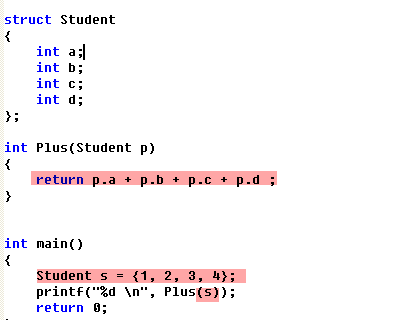 struct Student
{
    int a;
    int b;
    int c;
    int d;
};
int Plus(Student p)
{
    return p.a + p.b + p.c + p.d ;
}
int main()
{
    Student s = {1, 2, 3, 4};
    printf("%d \n", Plus(s));
    return 0;